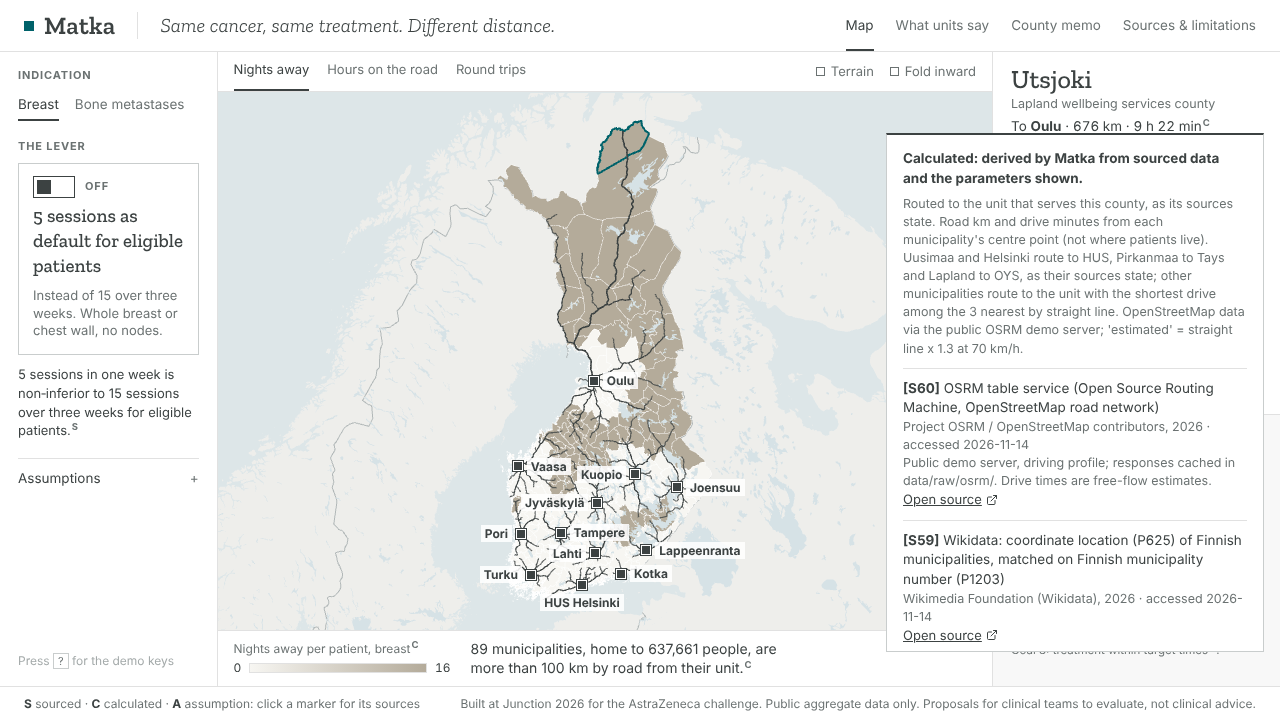 Matka
Same cancer, same treatment. Different distance.
Map
What units say
County memo
Sources & limitations
INDICATION
Breast
Bone metastases
THE LEVER
OFF
5 sessions as
default for eligible
patients
Instead of 15 over three
weeks. Whole breast or
chest wall, no nodes.
5 sessions in one week is
non-inferior to 15 sessions
over three weeks for eligible
patients.S
Assumptions +
Press ? for the demo keys
Nights away
Hours on the road
Round trips
Terrain
Fold inward
Oulu
Vaasa
Kuopio
Joensuu
Jyväskylä
Pori
Tampere
Lahti
Lappeenranta
Turku
Kotka
HUS Helsinki
Nights away per patient, breastC
0
16
89 municipalities, home to 637,661 people, are
more than 100 km by road from their unit.C
Utsjoki
Lapland wellbeing services county
To Oulu · 676 km · 9 h 22 minC
Calculated: derived by Matka from sourced data
and the parameters shown.
Routed to the unit that serves this county, as its sources
state. Road km and drive minutes from each
municipality's centre point (not where patients live).
Uusimaa and Helsinki route to HUS, Pirkanmaa to Tays
and Lapland to OYS, as their sources state; other
municipalities route to the unit with the shortest drive
among the 3 nearest by straight line. OpenStreetMap data
via the public OSRM demo server; 'estimated' = straight
line x 1.3 at 70 km/h.
[S60] OSRM table service (Open Source Routing
Machine, OpenStreetMap road network)
Project OSRM / OpenStreetMap contributors, 2026 ·
accessed 2026-11-14
Public demo server, driving profile; responses cached in
data/raw/osrm/. Drive times are free-flow estimates.
Open source
[S59] Wikidata: coordinate location (P625) of Finnish
municipalities, matched on Finnish municipality
number (P1203)
Wikimedia Foundation (Wikidata), 2026 · accessed 2026-
11-14
Open source
S sourced · C calculated · A assumption: click a marker for its sources
Built at Junction 2026 for the AstraZeneca challenge. Public aggregate data only. Proposals for clinical teams to evaluate, not clinical advice.